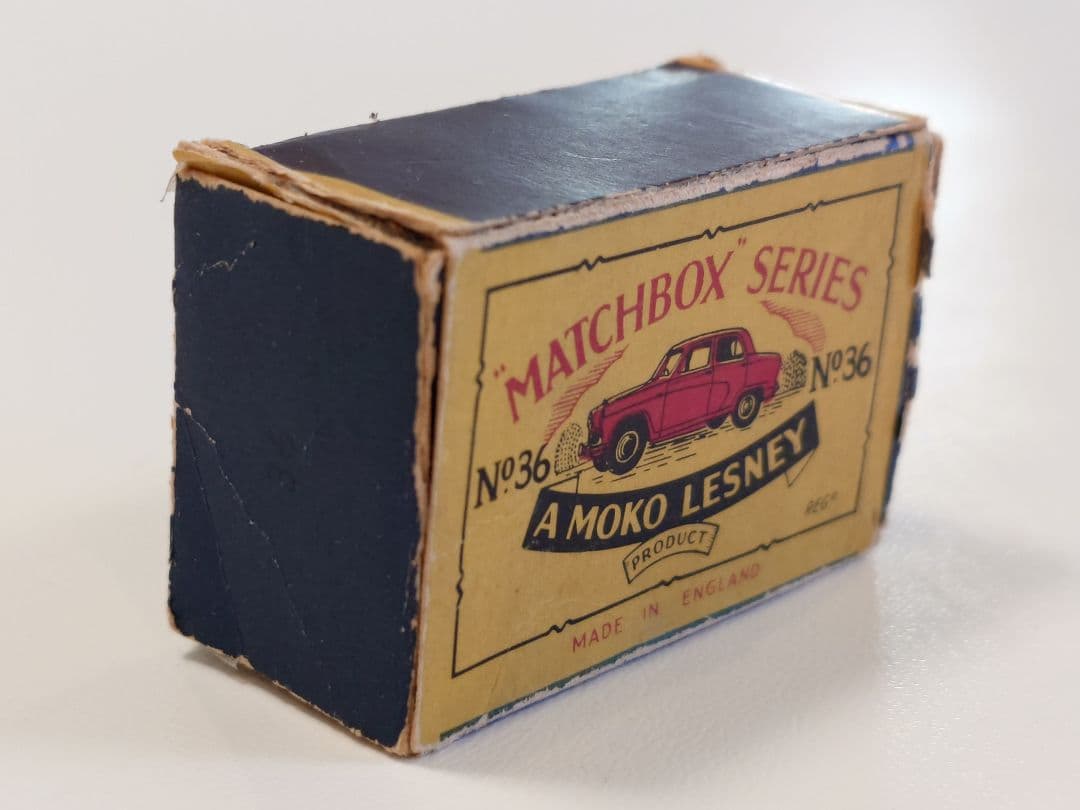 "MATCHBOX" SERIES
Nº36
Nº36
A MOKO LESNEY
PRODUCT
REGD
MADE IN ENGLAND